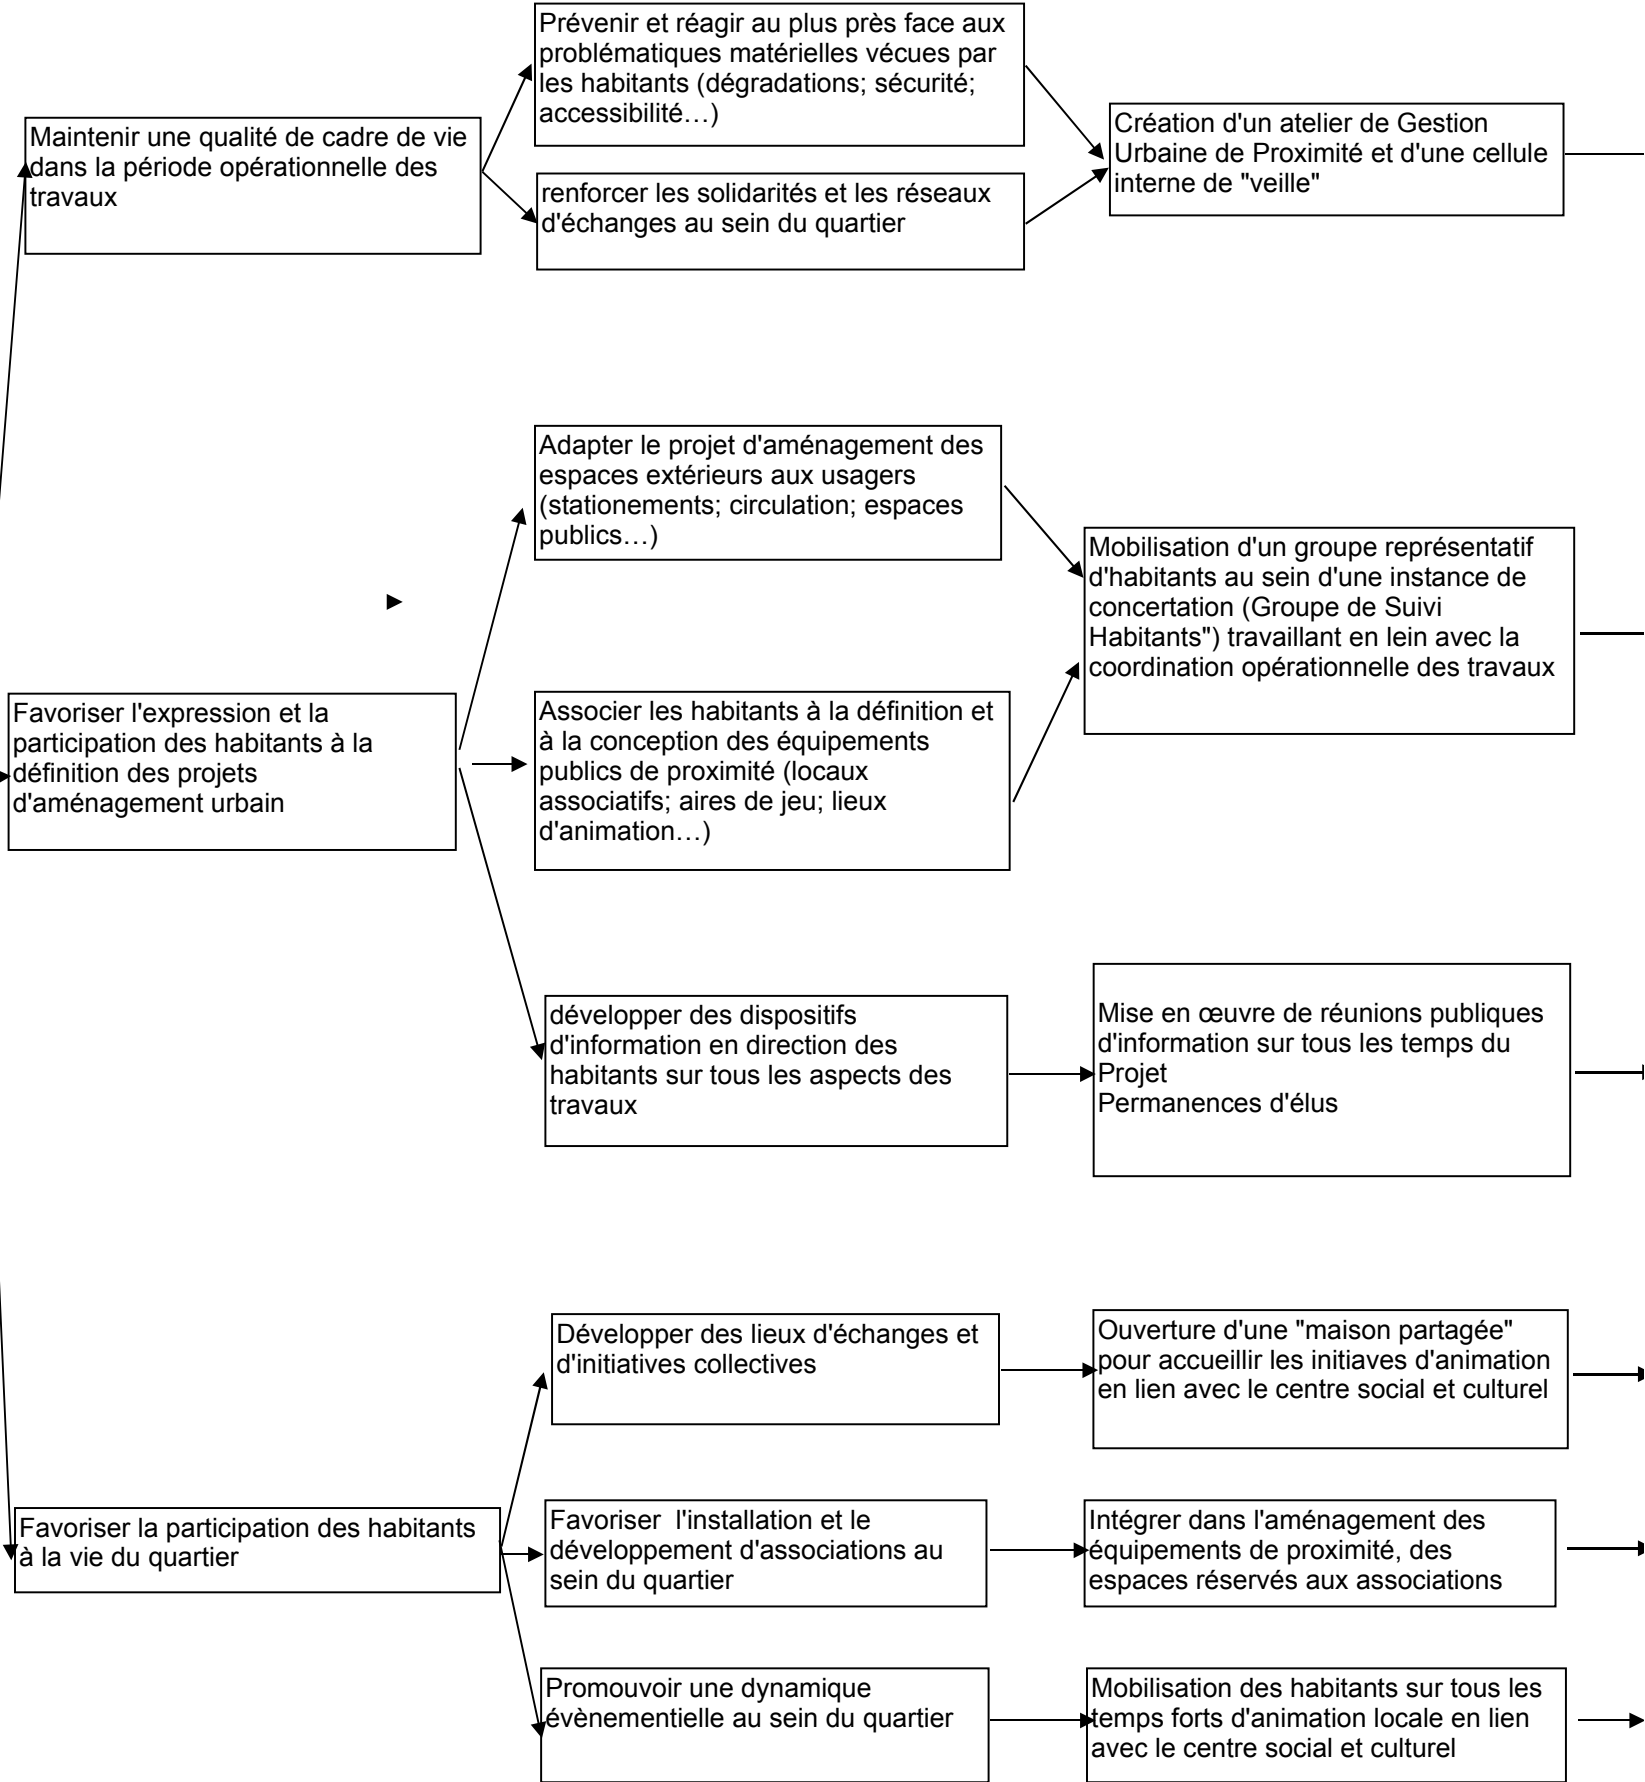 Prévenir et réagir au plus près face aux
problématiques matérielles vécues par
les habitants (dégradations; sécurité;
accessibilité…)
Maintenir une qualité de cadre de vie
dans la période opérationnelle des
travaux
renforcer les solidarités et les réseaux
d'échanges au sein du quartier
Création d'un atelier de Gestion
Urbaine de Proximité et d'une cellule
interne de "veille"
Favoriser l'expression et la
participation des habitants à la
définition des projets
d'aménagement urbain
Adapter le projet d'aménagement des
espaces extérieurs aux usagers
(stationements; circulation; espaces
publics…)
Associer les habitants à la définition et
à la conception des équipements
publics de proximité (locaux
associatifs; aires de jeu; lieux
d'animation…)
Mobilisation d'un groupe représentatif
d'habitants au sein d'une instance de
concertation (Groupe de Suivi
Habitants") travaillant en lein avec la
coordination opérationnelle des travaux
développer des dispositifs
d'information en direction des
habitants sur tous les aspects des
travaux
Mise en œuvre de réunions publiques
d'information sur tous les temps du
Projet
Permanences d'élus
Favoriser la participation des habitants
à la vie du quartier
Développer des lieux d'échanges et
d'initiatives collectives
Ouverture d'une "maison partagée"
pour accueillir les initiaves d'animation
en lien avec le centre social et culturel
Favoriser  l'installation et le
développement d'associations au
sein du quartier
Intégrer dans l'aménagement des
équipements de proximité, des
espaces réservés aux associations
Promouvoir une dynamique
évènementielle au sein du quartier
Mobilisation des habitants sur tous les
temps forts d'animation locale en lien
avec le centre social et culturel